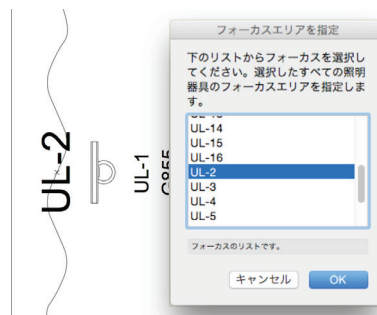 フォーカスエリアを指定
下のリストからフォーカスを選択し
てください。選択したすべての照明
器具のフォーカスエリアを指定しま
す。
UL-14
UL-15
UL-16
UL-2
UL-3
UL-4
UL-5
フォーカスのリストです。
キャンセル
OK
UL-2
UL-1